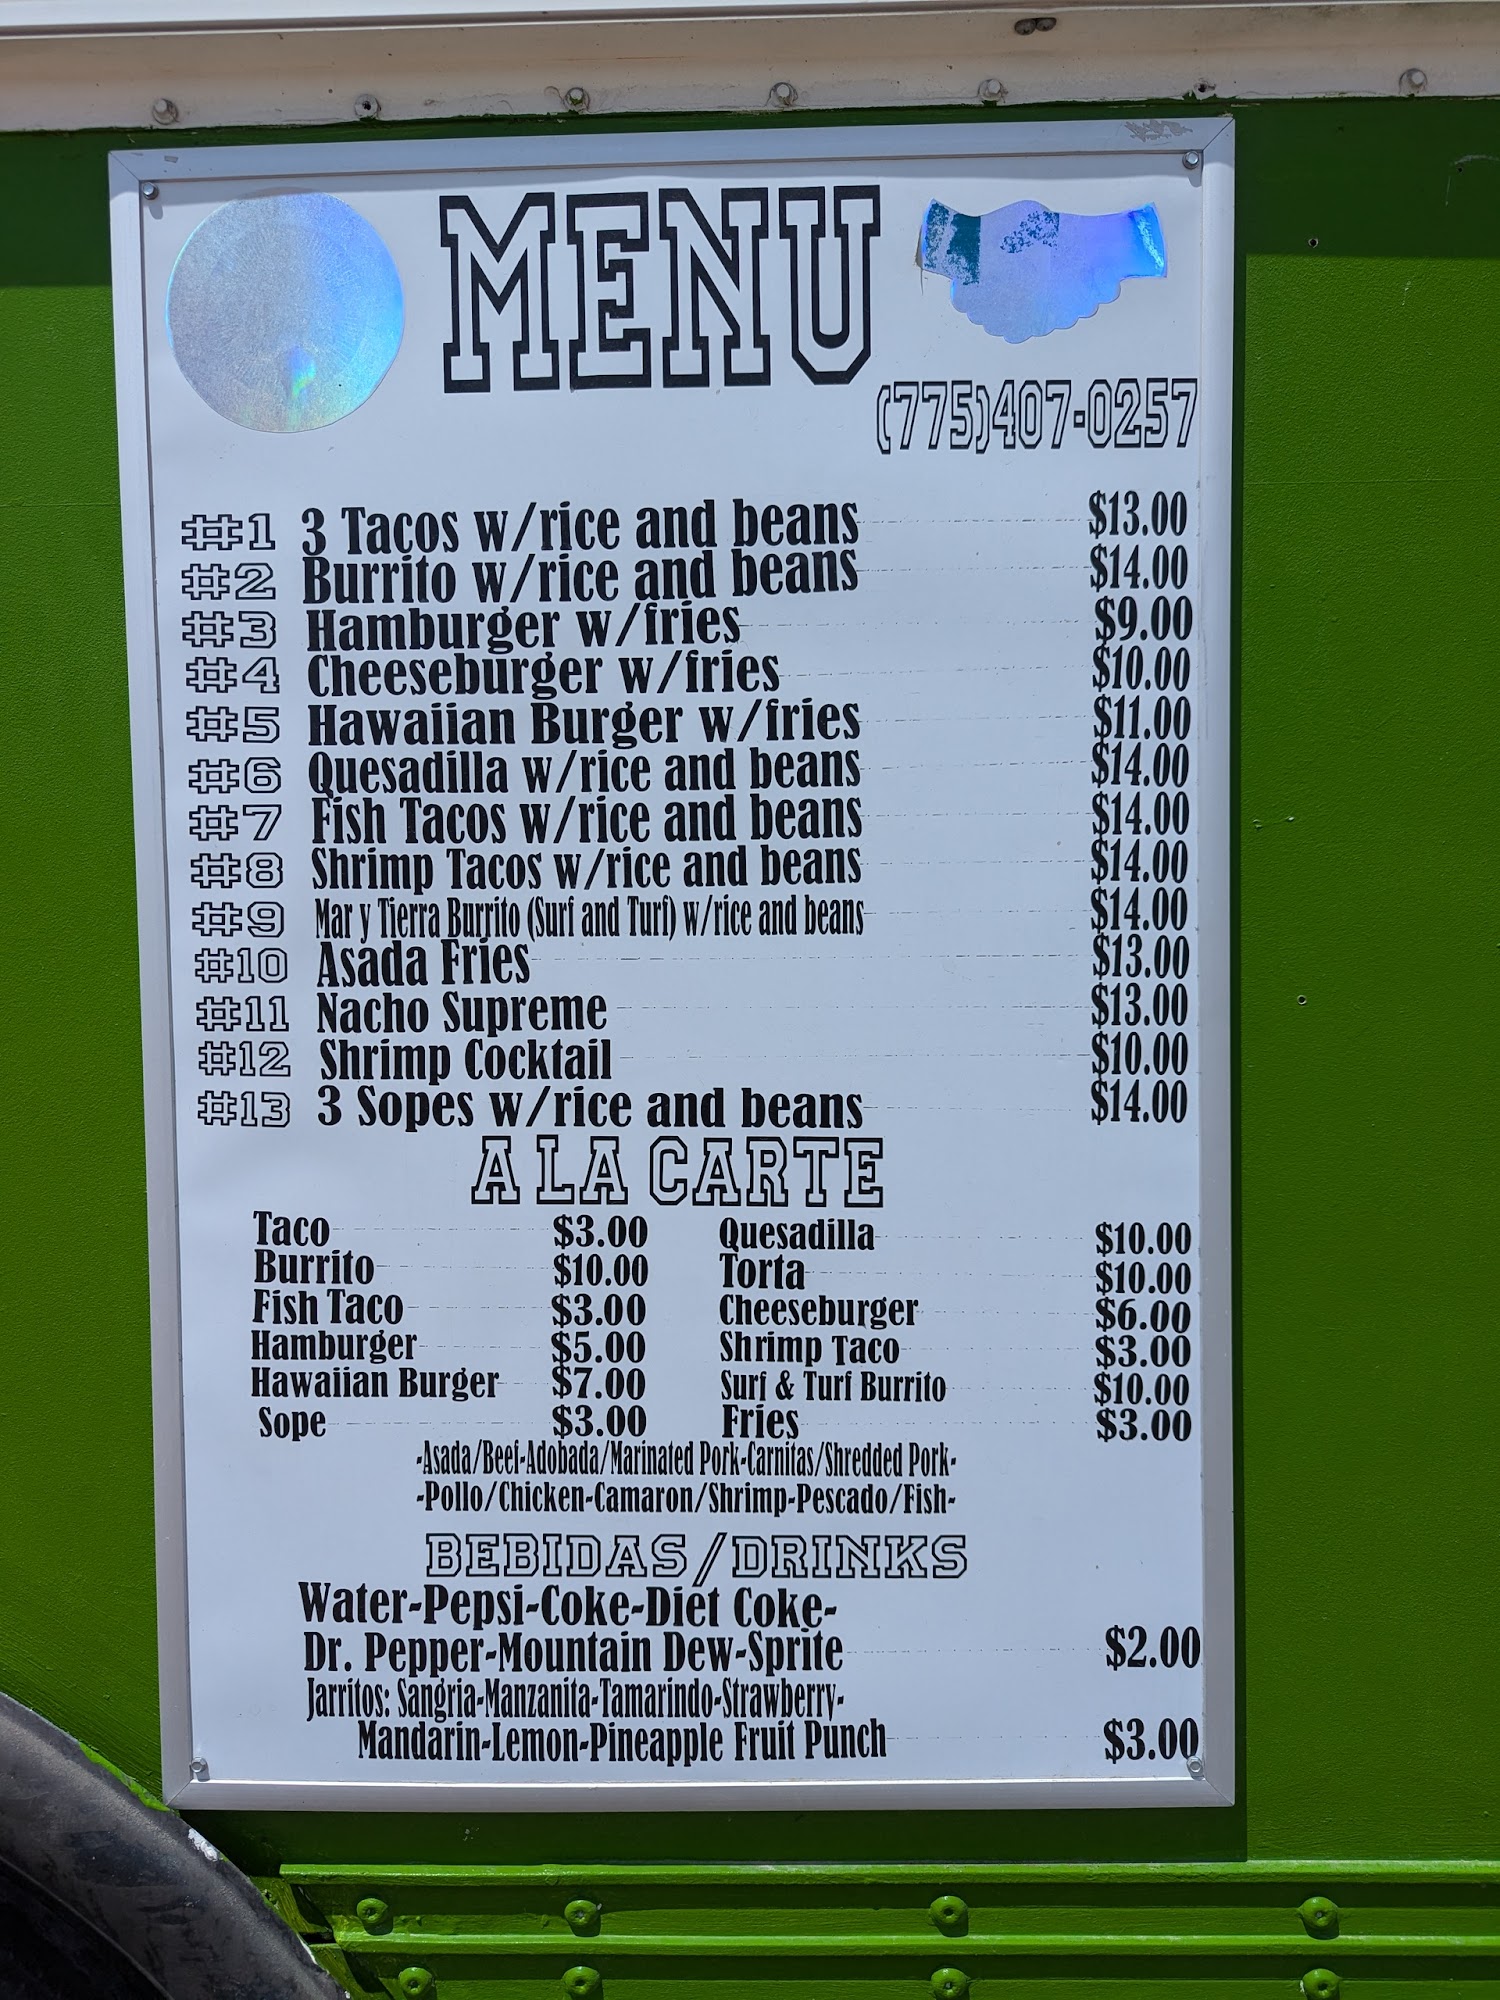 MENU
(775)407-0257
#1 3 Tacos w/rice and beans $13.00
#2 Burrito w/rice and beans $14.00
#3 Hamburger w/fries $9.00
#4 Cheeseburger w/fries $10.00
#5 Hawaiian Burger w/fries $11.00
#6 Quesadilla w/rice and beans $14.00
#7 Fish Tacos w/rice and beans $14.00
#8 Shrimp Tacos w/rice and beans $14.00
#9 Mar y Tierra Burrito (Surf and Turf) w/rice and beans $14.00
#10 Asada Fries $13.00
#11 Nacho Supreme $13.00
#12 Shrimp Cocktail $10.00
#13 3 Sopes w/rice and beans $14.00
A LA CARTE
Taco $3.00 Quesadilla $10.00
Burrito $10.00 Torta $10.00
Fish Taco $3.00 Cheeseburger $6.00
Hamburger $5.00 Shrimp Taco $3.00
Hawaiian Burger $7.00 Surf & Turf Burrito $10.00
Sope $3.00 Fries $3.00
-Asada/Beef-Adobada/Marinated Pork-Carnitas/Shredded Pork-
-Pollo/Chicken-Camaron/Shrimp-Pescado/Fish-
BEBIDAS/DRINKS
Water-Pepsi-Coke-Diet Coke-
Dr. Pepper-Mountain Dew-Sprite $2.00
Jarritos: Sangria-Manzanita-Tamarindo-Strawberry-
Mandarin-Lemon-Pineapple Fruit Punch $3.00